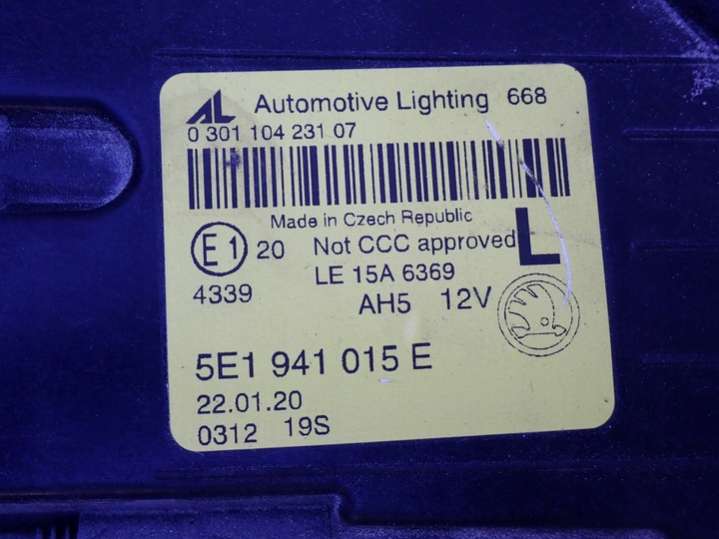 AL Automotive Lighting 668
0 301 104 231 07
Made in Czech Republic
E1 20 Not CCC approved L
LE 15A 6369
4339 AH5 12V
5E1 941 015 E
22.01.20
0312 19S